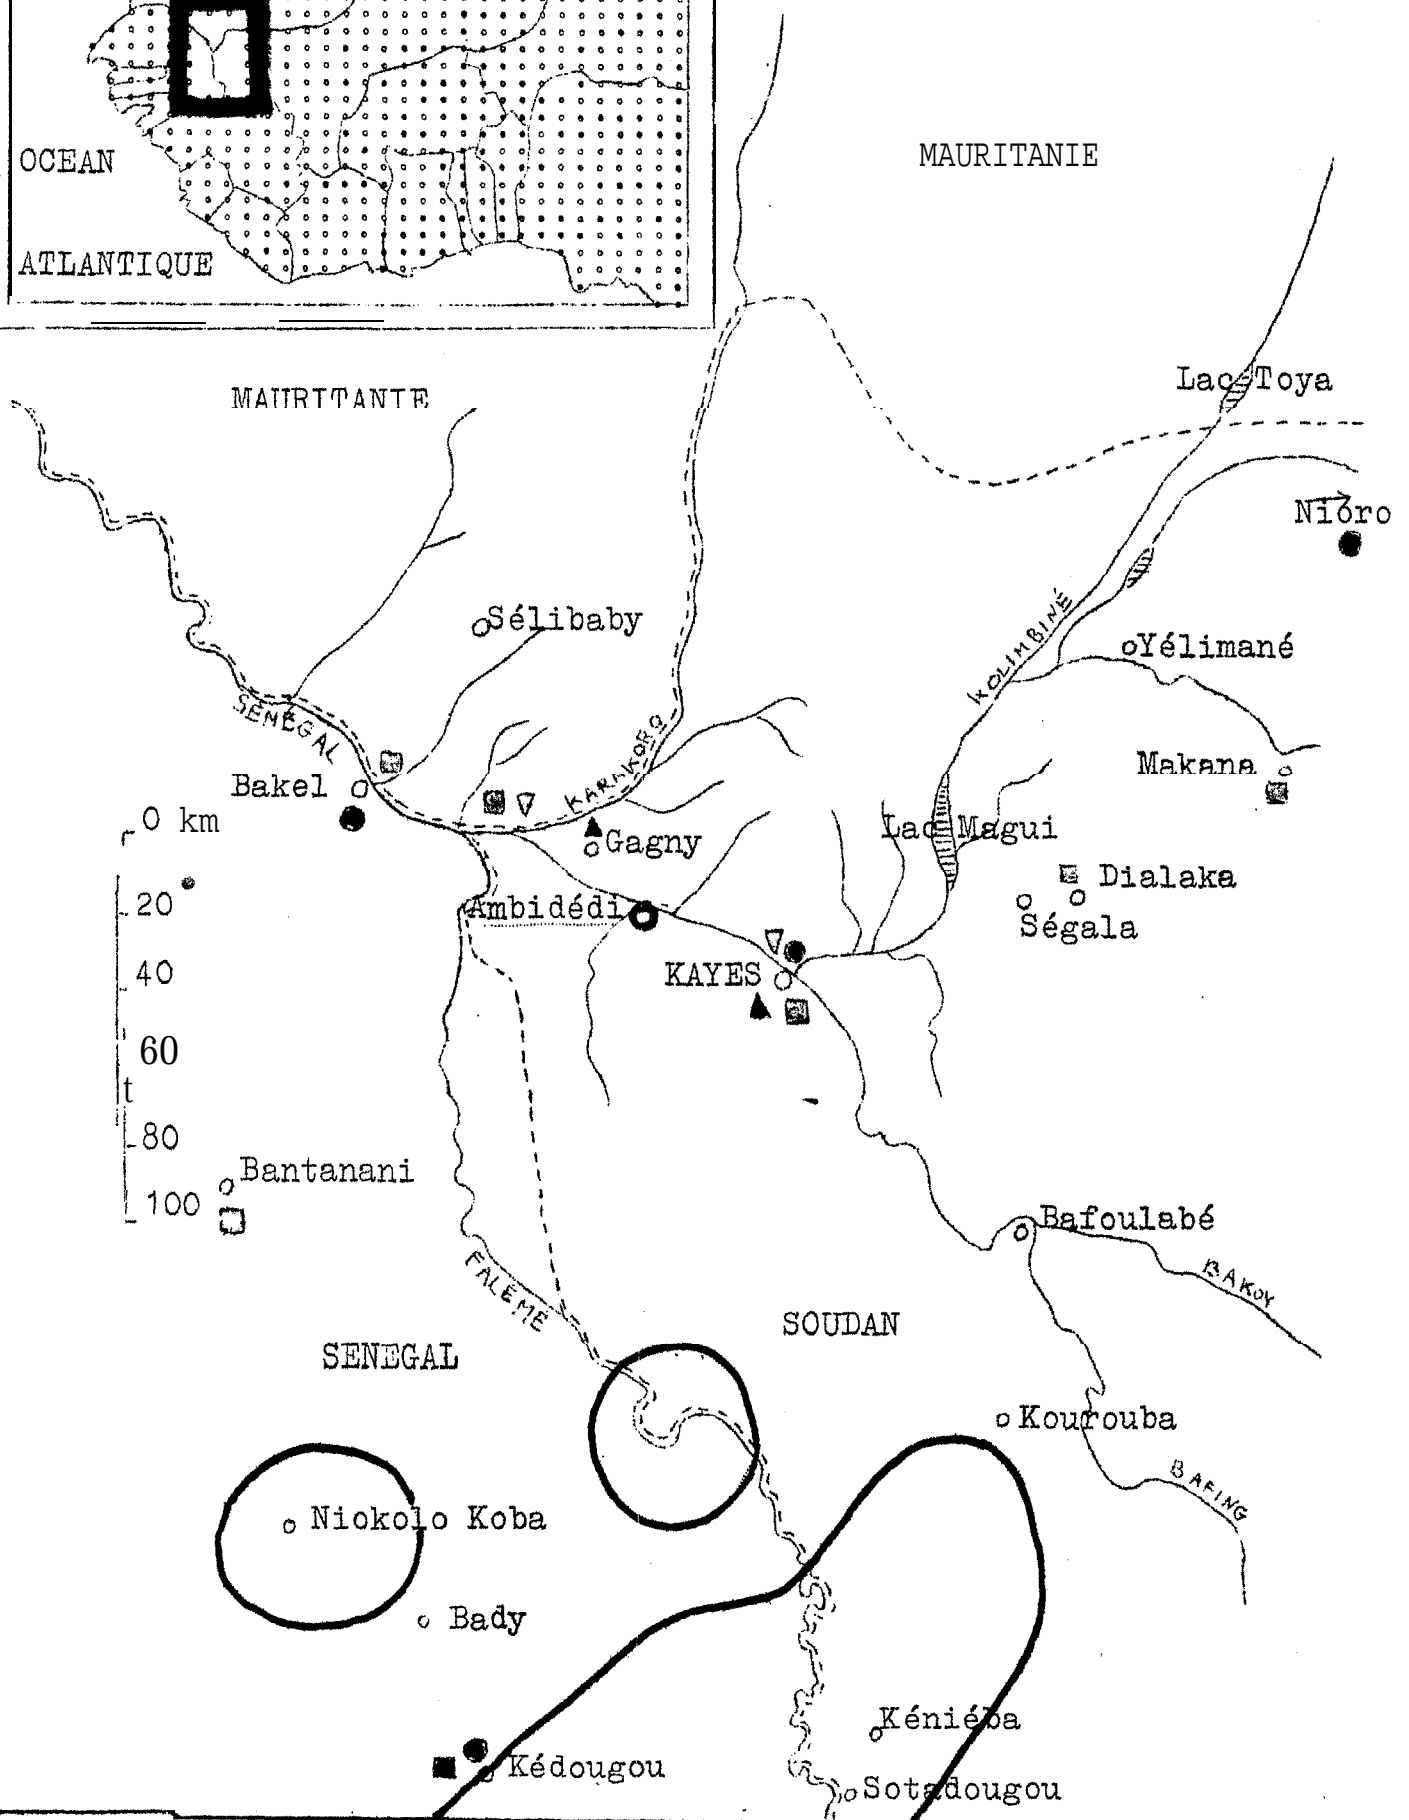 OCEAN
MAURITANIE
ATLANTIQUE
Lac Toya
MAURITANIE
Nioro
Sélibaby
KOLIMBINÉ
Yélimané
SÉNÉGAL
KARAKORO
Makana
Bakel
0 km
Lac Magui
Gagny
Dialaka
20
Ambidédi
Ségala
40
KAYES
60
t
80
Bantanani
100
Bafoulabé
BAKOY
FALÉMÉ
SOUDAN
SENEGAL
Kourouba
BAFING
Niokolo Koba
Bady
Kéniéba
Kédougou
Sotadougou